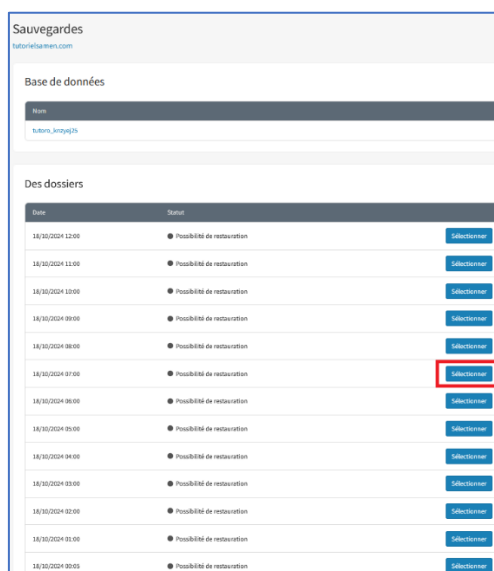 Sauvegardes
tutorielsamen.com
Base de données
Nom
tutoro_krzyej25
Des dossiers
Date Statut
18/10/2024 12:00 Possibilité de restauration Sélectionner
18/10/2024 11:00 Possibilité de restauration Sélectionner
18/10/2024 10:00 Possibilité de restauration Sélectionner
18/10/2024 09:00 Possibilité de restauration Sélectionner
18/10/2024 08:00 Possibilité de restauration Sélectionner
18/10/2024 07:00 Possibilité de restauration Sélectionner
18/10/2024 06:00 Possibilité de restauration Sélectionner
18/10/2024 05:00 Possibilité de restauration Sélectionner
18/10/2024 04:00 Possibilité de restauration Sélectionner
18/10/2024 03:00 Possibilité de restauration Sélectionner
18/10/2024 02:00 Possibilité de restauration Sélectionner
18/10/2024 01:00 Possibilité de restauration Sélectionner
18/10/2024 00:05 Possibilité de restauration Sélectionner